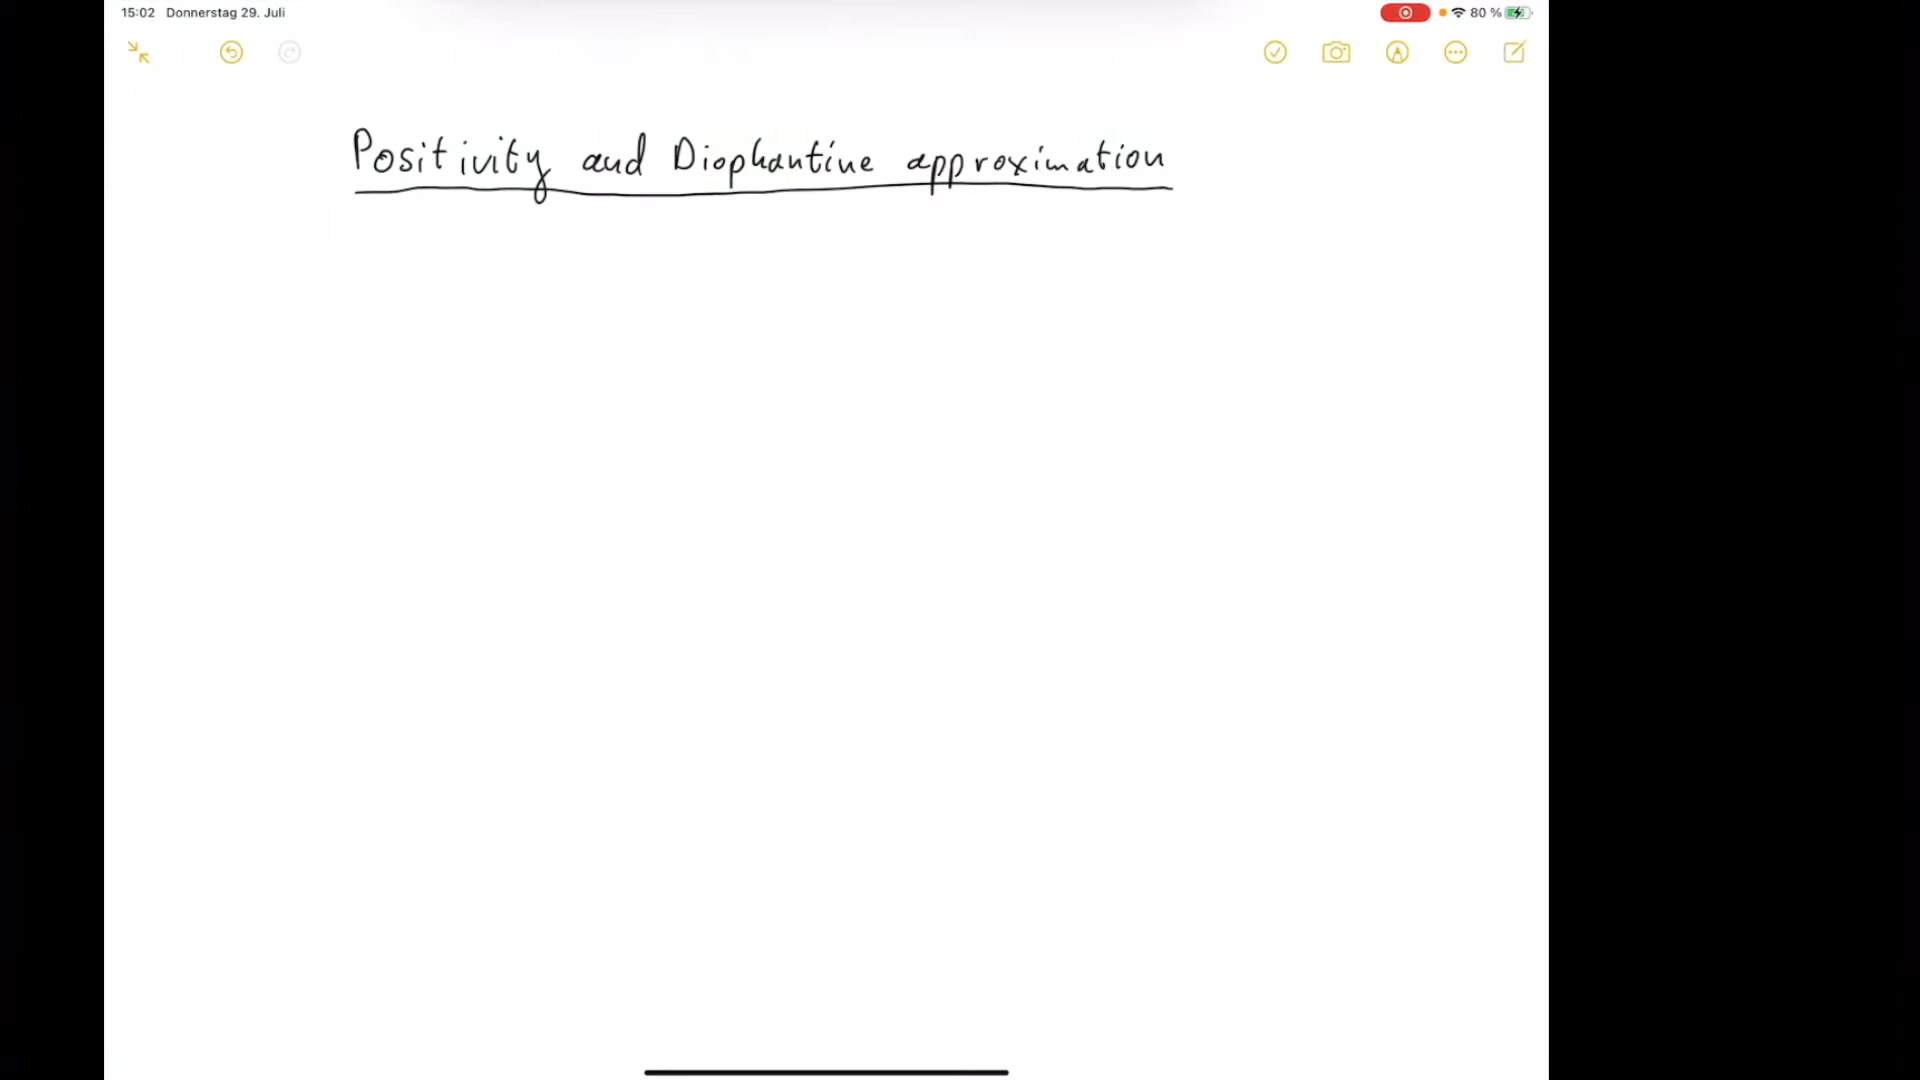 15:02 Donnerstag 29. Juli 80 %
Positivity and Diophantine approximation